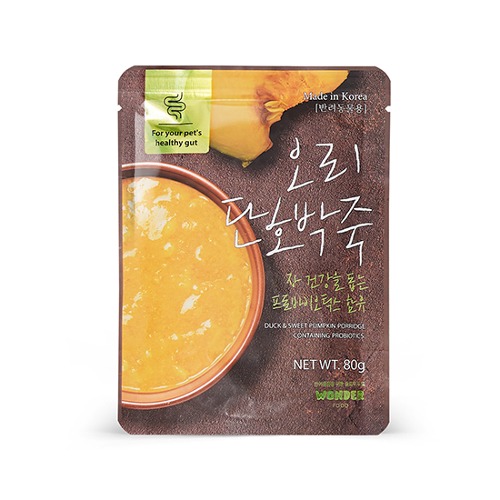 Made in Korea
[반려동물용]
For your pet's
healthy gut
오리
단호박죽
장 건강을 돕는
프로바이오틱스 함유
DUCK & SWEET PUMPKIN PORRIDGE
CONTAINING PROBIOTICS
NET WT. 80g
WONDER
FOOD